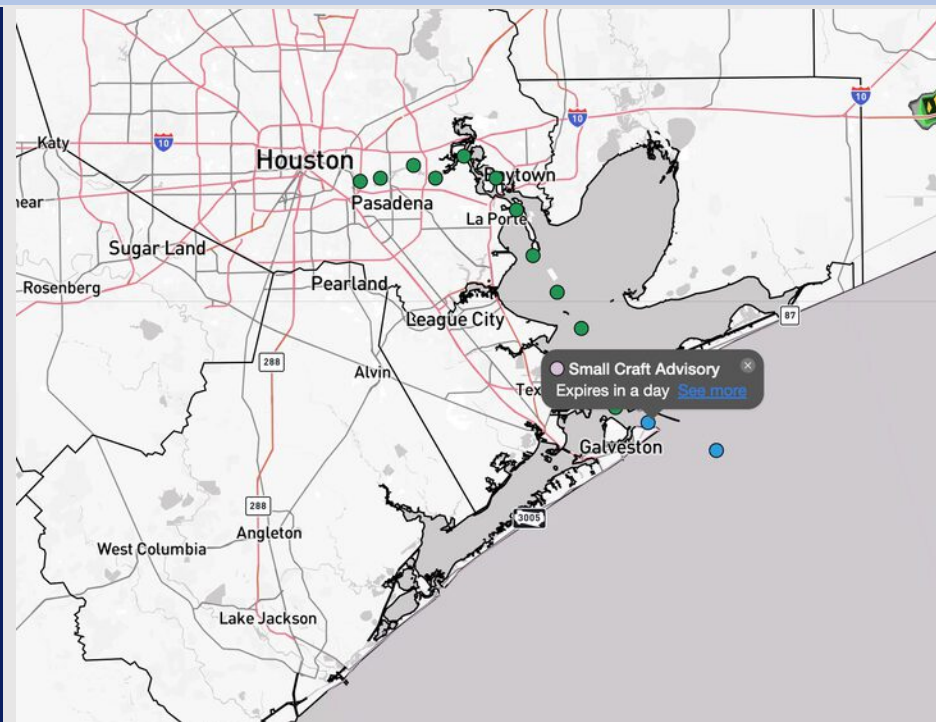 10
10
Katy
10
Houston
Baytown
Pasadena
La Porte
Sugar Land
Rosenberg
Pearland
87
League City
288
Alvin
Small Craft Advisory
Expires in a day See more
Galveston
288
3005
Angleton
West Columbia
Lake Jackson